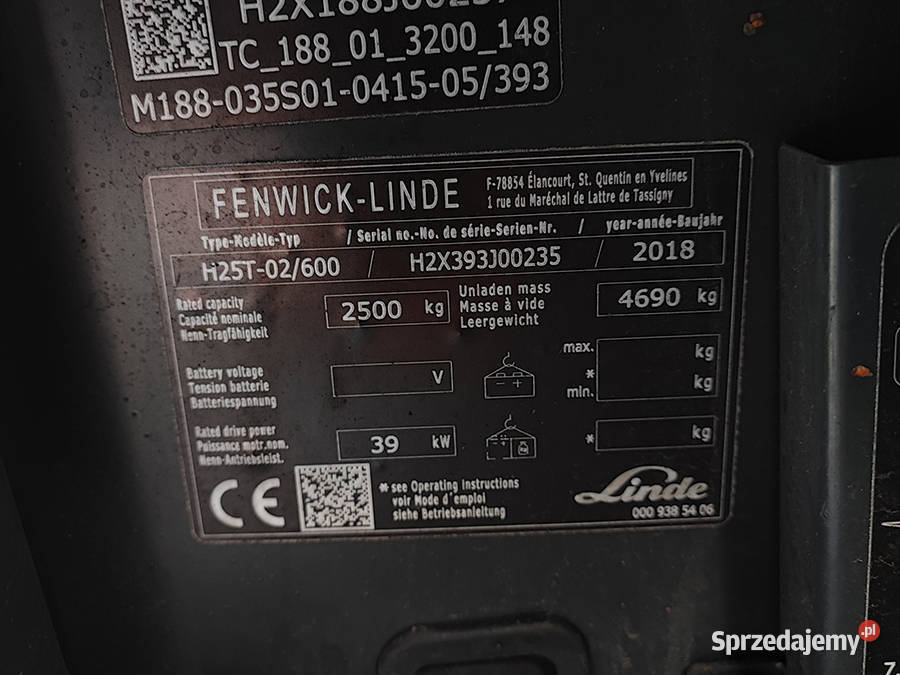 TC_188_01_3200_148
M188-035S01-0415-05/393
FENWICK-LINDE
F-78854 Élancourt, St. Quentin en Yvelines
1 rue du Maréchal de Lattre de Tassigny
Type-Modèle-Typ / Serial no.-No. de série-Serien-Nr. / year-année-Baujahr
H25T-02/600 / H2X393J00235 / 2018
Rated capacity
Capacité nominale
Nenn-Tragfähigkeit
2500 kg
Unladen mass
Masse à vide
Leergewicht
4690 kg
Battery voltage
Tension batterie
Batteriespannung
V
- +
max. kg
*
min. kg
Rated drive power
Puissance motr.nom.
Nenn-Antriebsleist.
39 kW
Kg
* kg
CE
* see Operating Instructions
voir Mode d'emploi
siehe Betriebsanleitung
Linde
000 938 54 06
Sprzedajemy.pl